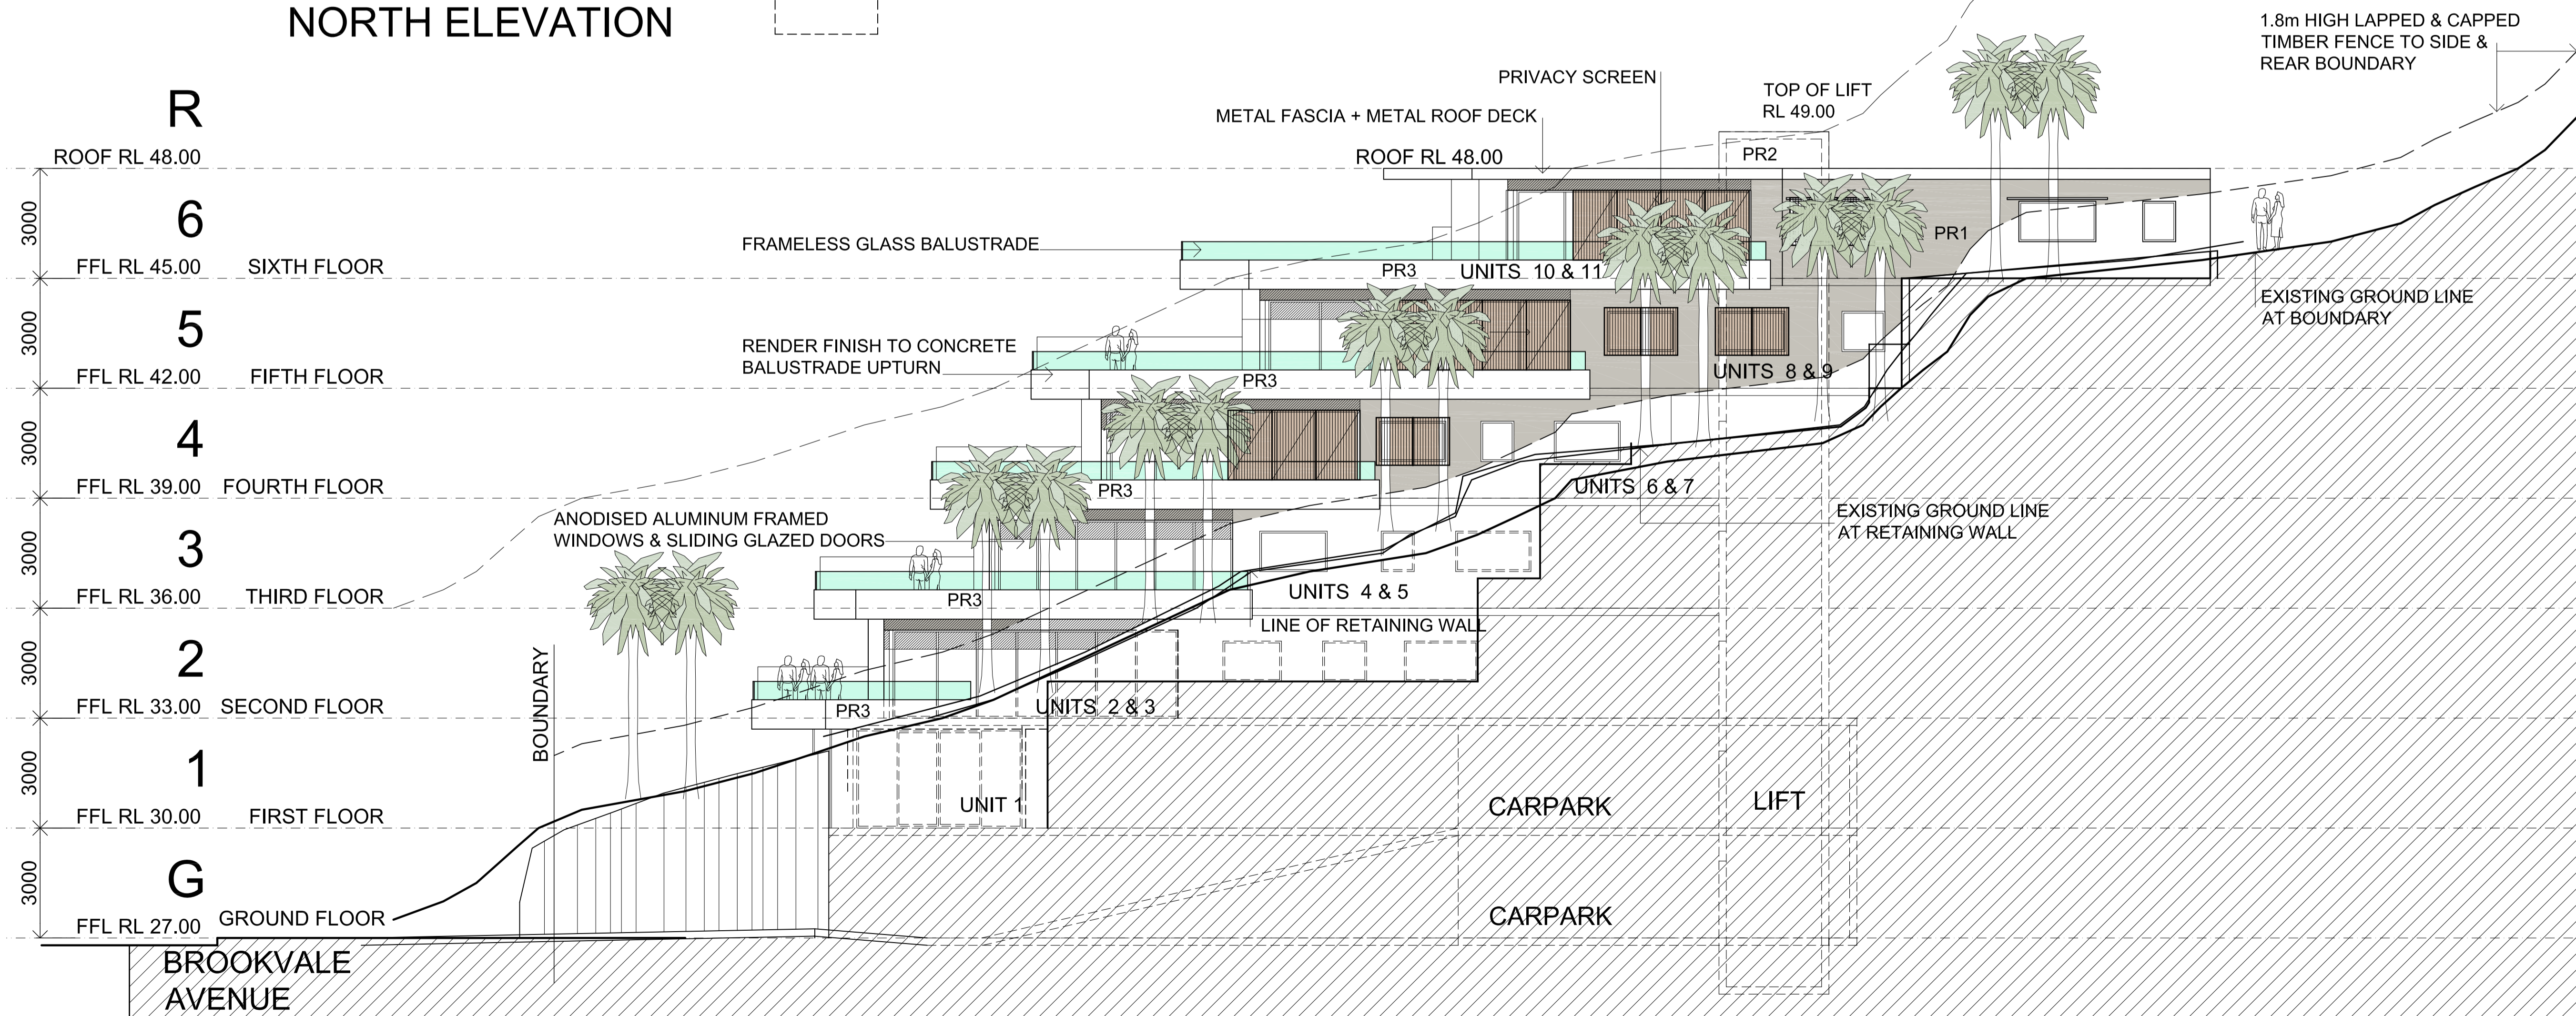 NORTH ELEVATION
1.8m HIGH LAPPED & CAPPED
TIMBER FENCE TO SIDE &
REAR BOUNDARY
PRIVACY SCREEN
TOP OF LIFT
RL 49.00
METAL FASCIA + METAL ROOF DECK
R
ROOF RL 48.00
ROOF RL 48.00
PR2
3000
6
PR1
FRAMELESS GLASS BALUSTRADE
FFL RL 45.00
SIXTH FLOOR
PR3
UNITS 10 & 11
EXISTING GROUND LINE
AT BOUNDARY
3000
5
RENDER FINISH TO CONCRETE
BALUSTRADE UPTURN
FFL RL 42.00
FIFTH FLOOR
PR3
UNITS 8 & 9
3000
4
FFL RL 39.00
FOURTH FLOOR
PR3
UNITS 6 & 7
EXISTING GROUND LINE
AT RETAINING WALL
ANODISED ALUMINUM FRAMED
WINDOWS & SLIDING GLAZED DOORS
3000
3
FFL RL 36.00
THIRD FLOOR
PR3
UNITS 4 & 5
LINE OF RETAINING WALL
3000
2
BOUNDARY
FFL RL 33.00
SECOND FLOOR
PR3
UNITS 2 & 3
3000
1
FFL RL 30.00
FIRST FLOOR
UNIT 1
CARPARK
LIFT
3000
G
FFL RL 27.00
GROUND FLOOR
CARPARK
BROOKVALE
AVENUE